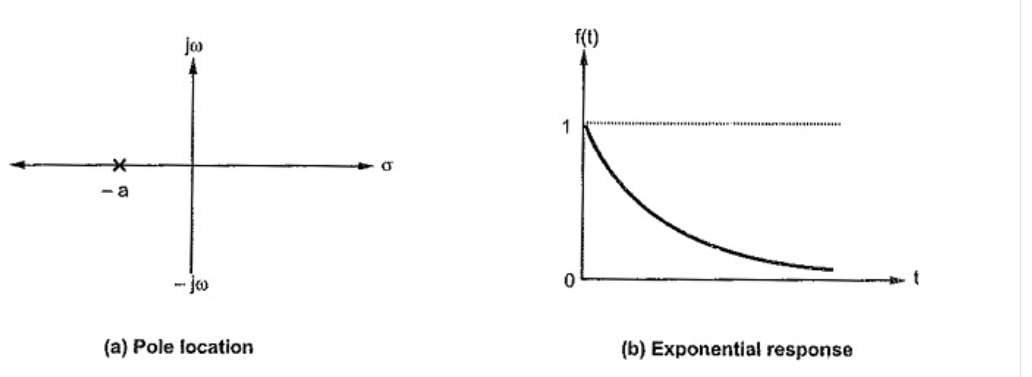 jω
σ
– a
– jω
(a) Pole location
f(t)
1
0
t
(b) Exponential response